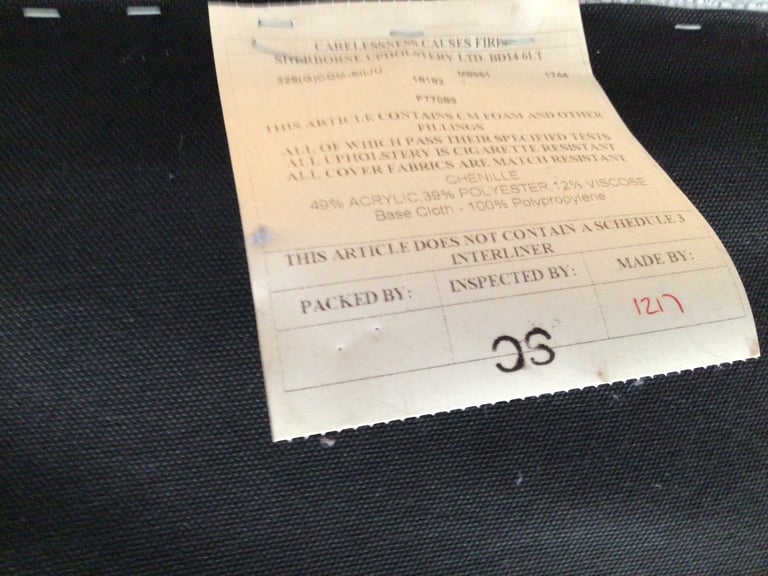 CARELESSNESS CAUSES FIRE
SHERBORNE UPHOLSTERY LTD. BD14 6LT
18182 M8961 1744
F77089
THIS ARTICLE CONTAINS CM FOAM AND OTHER
FILLINGS
ALL OF WHICH PASS THEIR SPECIFIED TESTS
ALL UPHOLSTERY IS CIGARETTE RESISTANT
ALL COVER FABRICS ARE MATCH RESISTANT
CHENILLE
49% ACRYLIC 39% POLYESTER 12% VISCOSE
Base Cloth - 100% Polypropylene
THIS ARTICLE DOES NOT CONTAIN A SCHEDULE 3
INTERLINER
PACKED BY: INSPECTED BY: MADE BY:
1217